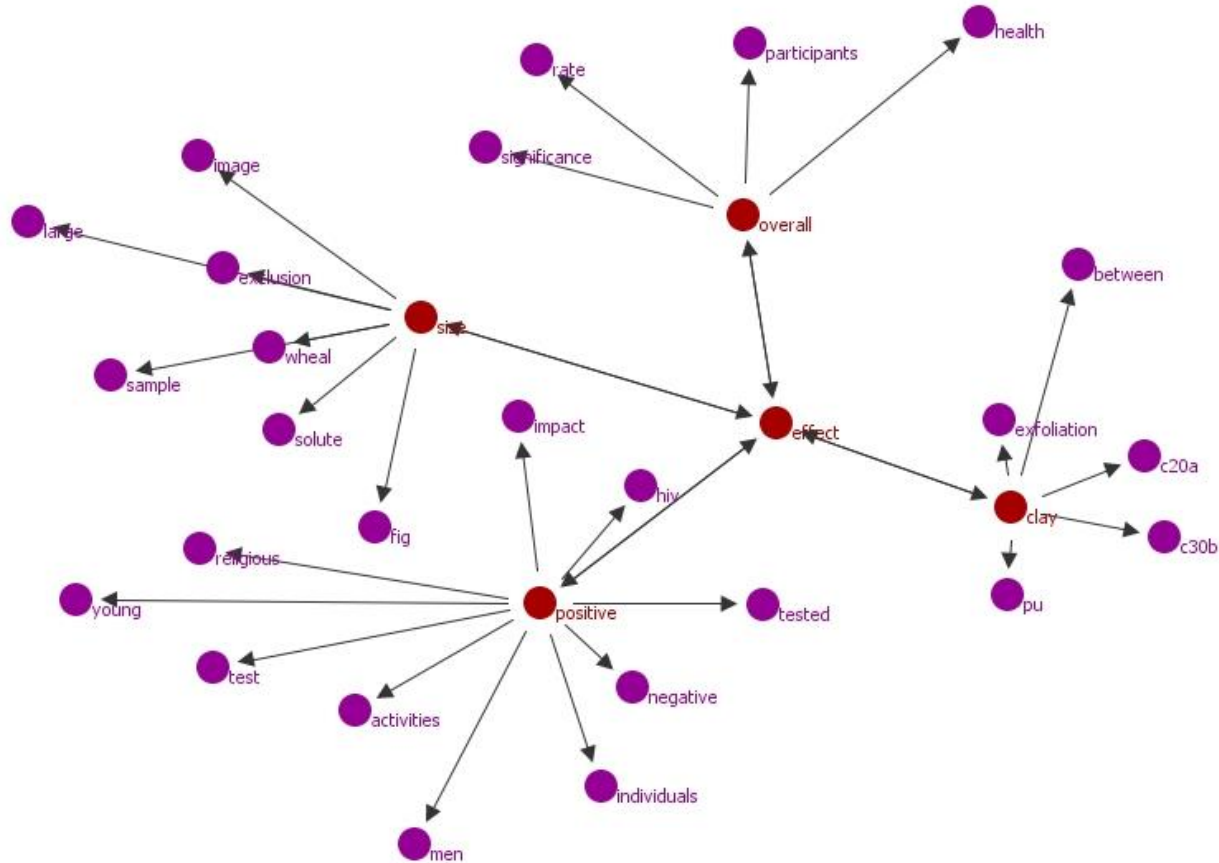 health
participants
rate
significance
image
overall
large
between
exclusion
size
wheal
sample
impact
effect
exfoliation
solute
c20a
hiv
clay
fig
c30b
religious
young
positive
tested
pu
test
negative
activities
individuals
men